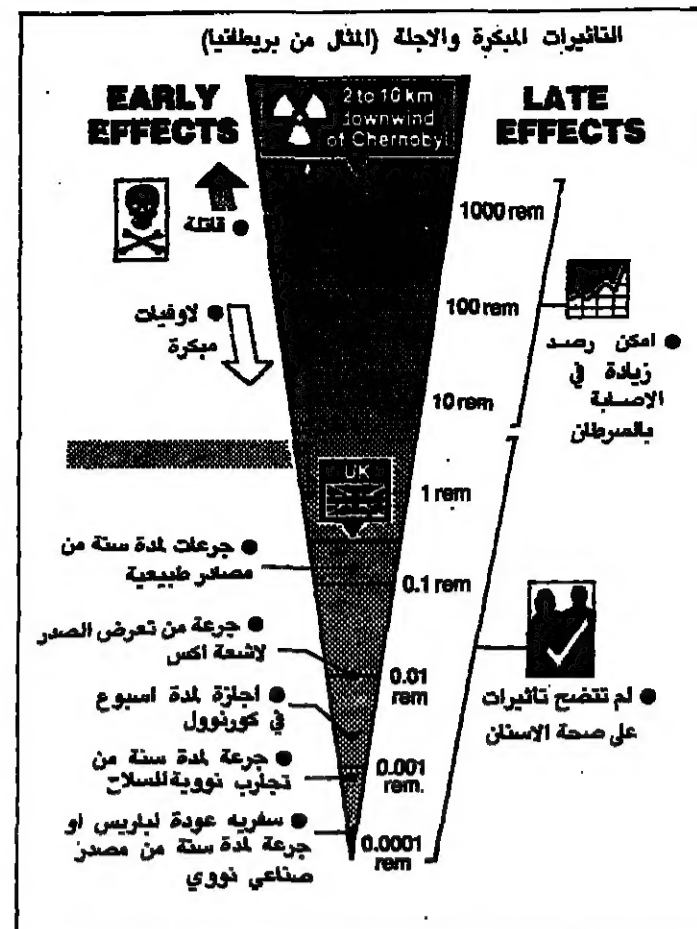 التاثيرات المبكرة والاجلة (المثال من بريطانيا)
EARLY
EFFECTS
2 to 10 km
downwind
of Chernobyl
LATE
EFFECTS
● قاتلة
1000 rem
● لاوفيات
مبكرة
100 rem
● امكن رصد
زيادة في
الاصابة
بالسرطان
10 rem
UK
1 rem
● جرعات لمدة سنة من
مصادر طبيعية
0.1 rem
● جرعة من تعرض الصدر
لاشعة اكس
0.01
rem
● اجازة لمدة اسبوع
في كورنوول
● لم تتضح تاثيرات
على صحة الاسنان
● جرعة لمدة سنة من
تجارب نووية للسلاح
0.001
rem.
● سفريه عودة لباريس او
جرعة لمدة سنة من مصدر
صناعي نووي
0.0001
rem